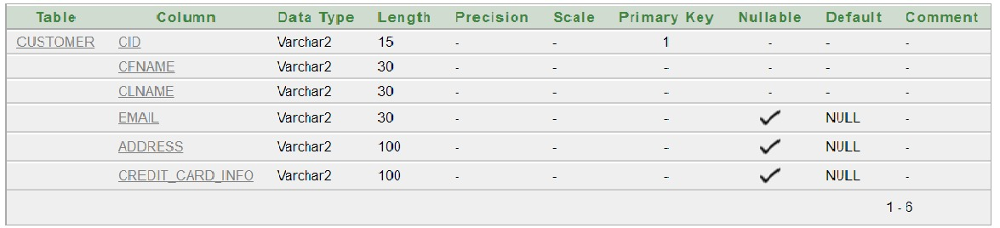 Table Column Data Type Length Precision Scale Primary Key Nullable Default Comment
CUSTOMER CID Varchar2 15 - - 1 - - -
CFNAME Varchar2 30 - - - - - -
CLNAME Varchar2 30 - - - - - -
EMAIL Varchar2 30 - - - ✓ NULL -
ADDRESS Varchar2 100 - - - ✓ NULL -
CREDIT_CARD_INFO Varchar2 100 - - - ✓ NULL -
1 - 6